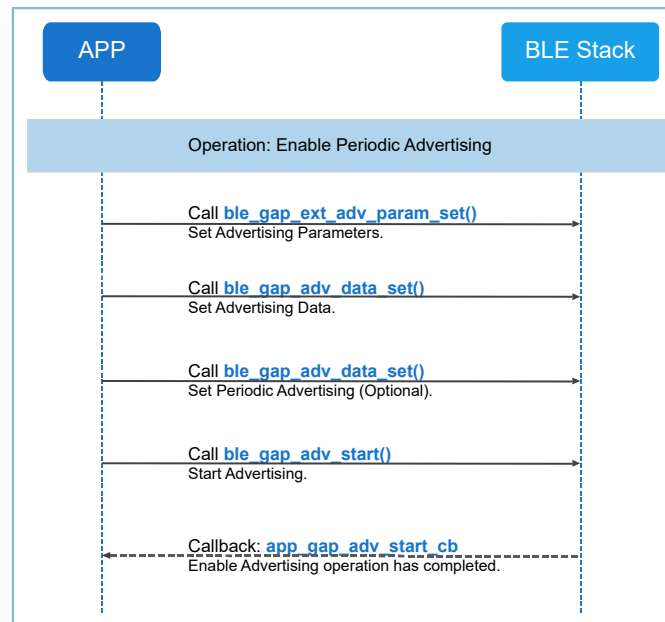 APP
BLE Stack
Operation: Enable Periodic Advertising
Call ble_gap_ext_adv_param_set()
Set Advertising Parameters.
Call ble_gap_adv_data_set()
Set Advertising Data.
Call ble_gap_adv_data_set()
Set Periodic Advertising (Optional).
Call ble_gap_adv_start()
Start Advertising.
Callback: app_gap_adv_start_cb
Enable Advertising operation has completed.